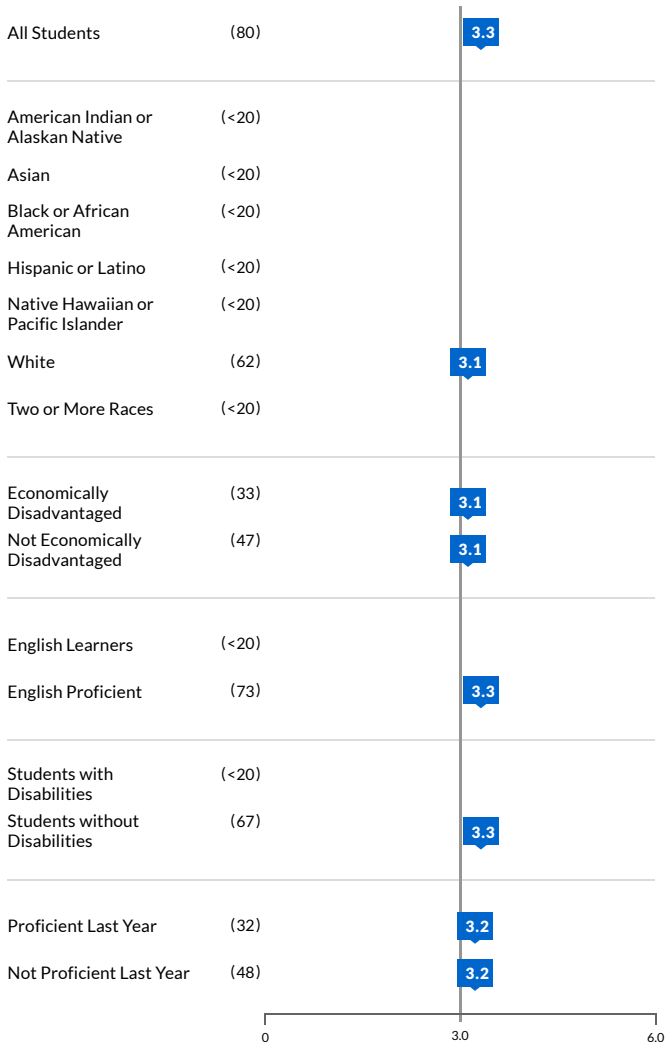 All Students (80) 3.3
American Indian or (<20)
Alaskan Native
Asian (<20)
Black or African (<20)
American
Hispanic or Latino (<20)
Native Hawaiian or (<20)
Pacific Islander
White (62) 3.1
Two or More Races (<20)
Economically (33) 3.1
Disadvantaged
Not Economically (47) 3.1
Disadvantaged
English Learners (<20)
English Proficient (73) 3.3
Students with (<20)
Disabilities
Students without (67) 3.3
Disabilities
Proficient Last Year (32) 3.2
Not Proficient Last Year (48) 3.2
0 3.0 6.0